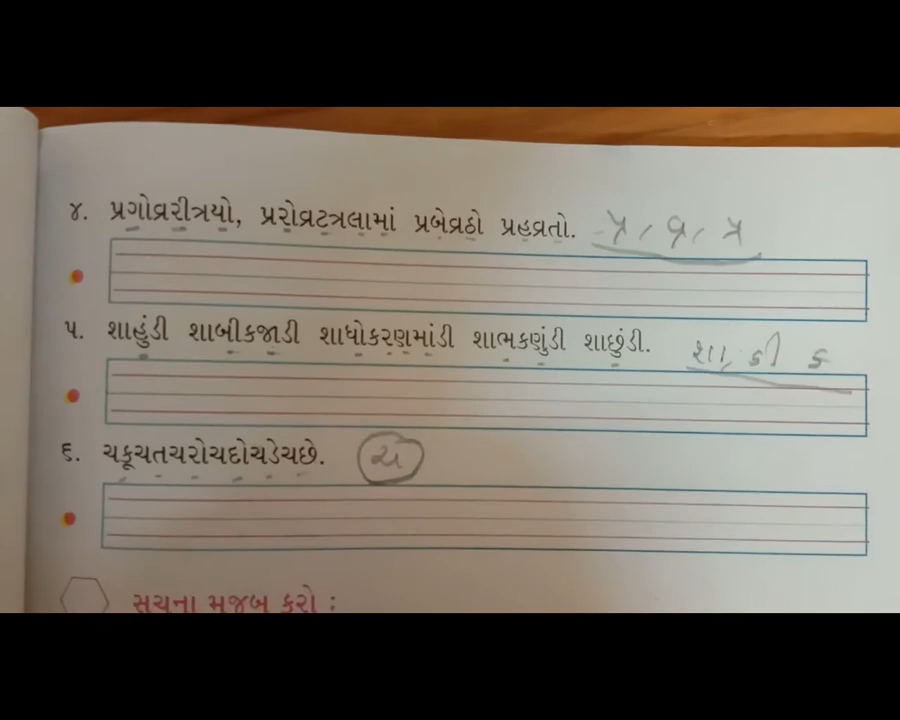 ૪. પ્રગોવ્રરીત્રયો, પ્રરોવ્રટત્રલામાં પ્રબેવ્રઠો પ્રહવ્રતો. પ્ર, વ્ર, ત્ર
૫. શાહુંડી શાબીકજાડી શાધોકરણમાંડી શાભકણુંડી શાછુંડી. શા, ડી ક
૬. ચકૂચતચરોચદોચડેચછે. ચ
સૂચના મુજબ કરો :